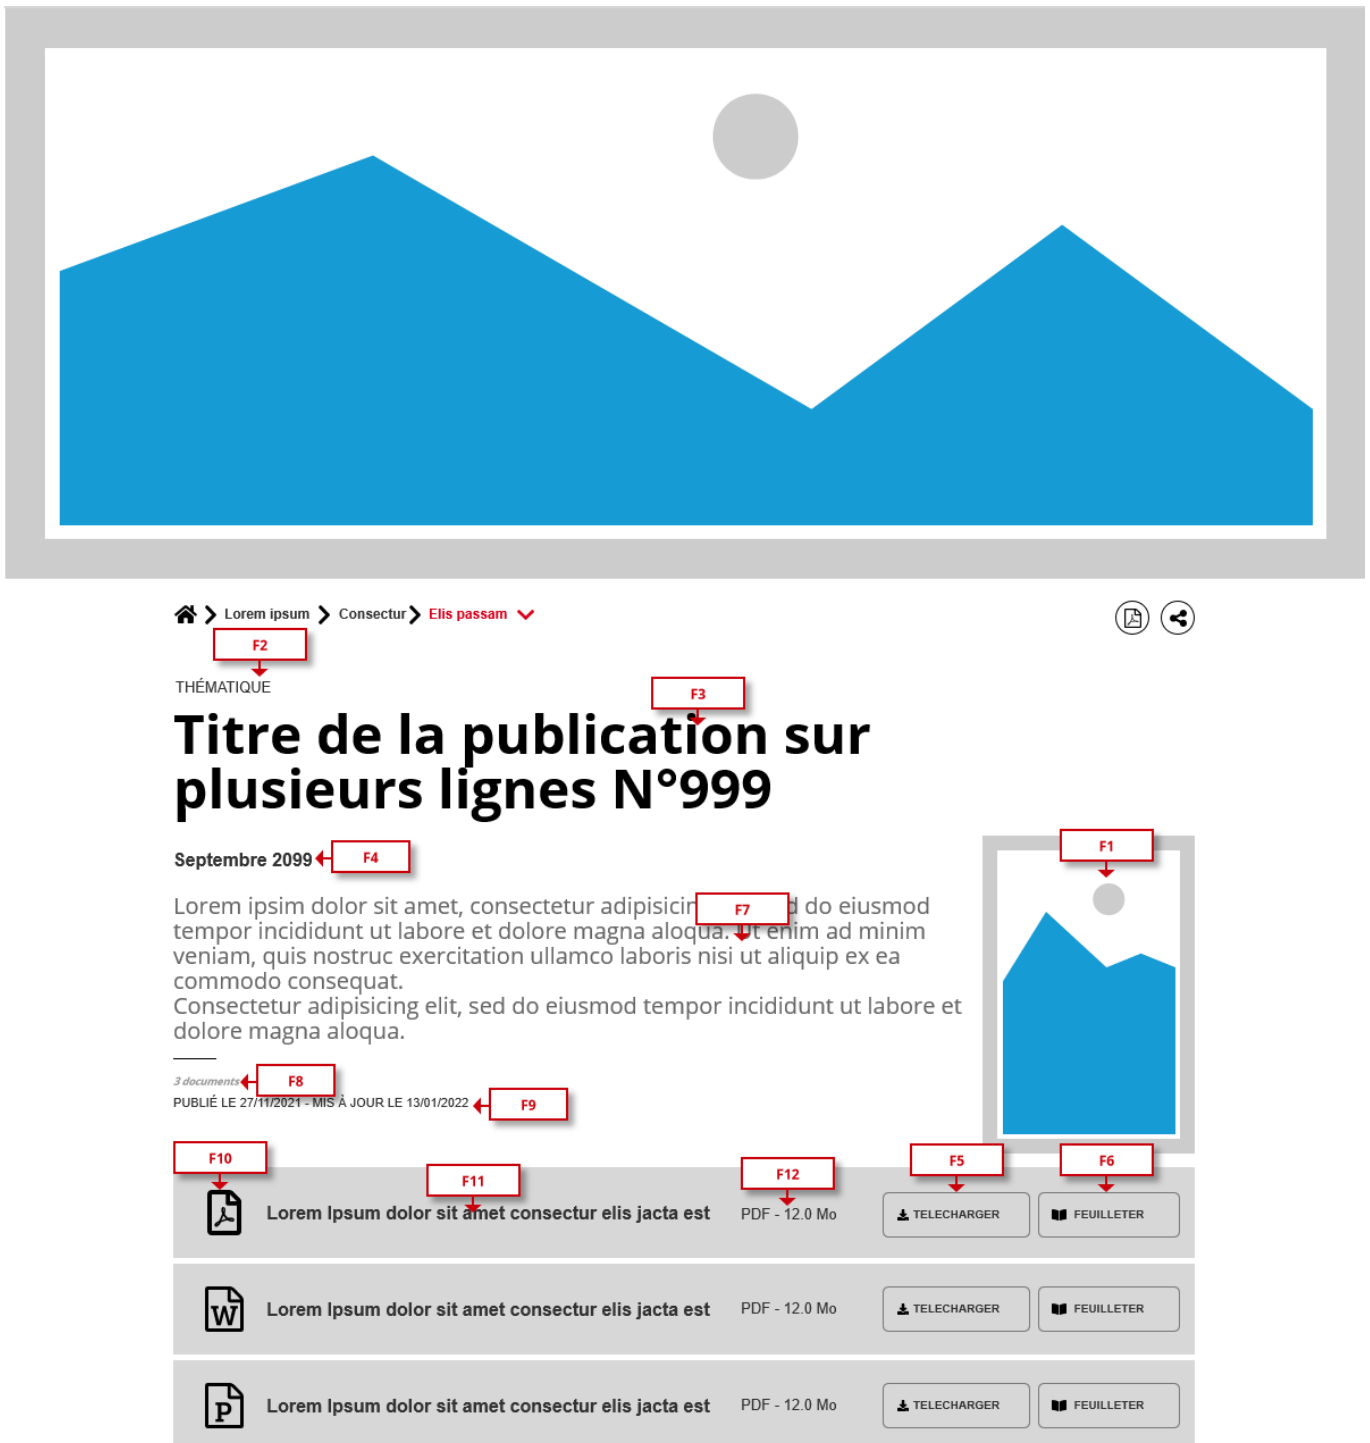 Lorem ipsum Consectur Elis passam
F2
THÉMATIQUE
F3
Titre de la publication sur
plusieurs lignes N°999
Septembre 2099
F4
F1
Lorem ipsim dolor sit amet, consectetur d do eiusmod
F7
tempor incididunt ut labore et dolore magna aloqua. Ut enim ad minim
veniam, quis nostruc exercitation ullamco laboris nisi ut aliquip ex ea
commodo consequat.
Consectetur adipisicing elit, sed do eiusmod tempor incididunt ut labore et
dolore magna aloqua.
3 documents
F8
PUBLIÉ LE 27/11/2021 - MIS À JOUR LE 13/01/2022
F9
F10
F11
F12
F5
F6
Lorem Ipsum dolor sit amet consectur elis jacta est PDF - 12.0 Mo TELECHARGER FEUILLETER
W Lorem Ipsum dolor sit amet consectur elis jacta est PDF - 12.0 Mo TELECHARGER FEUILLETER
P Lorem Ipsum dolor sit amet consectur elis jacta est PDF - 12.0 Mo TELECHARGER FEUILLETER